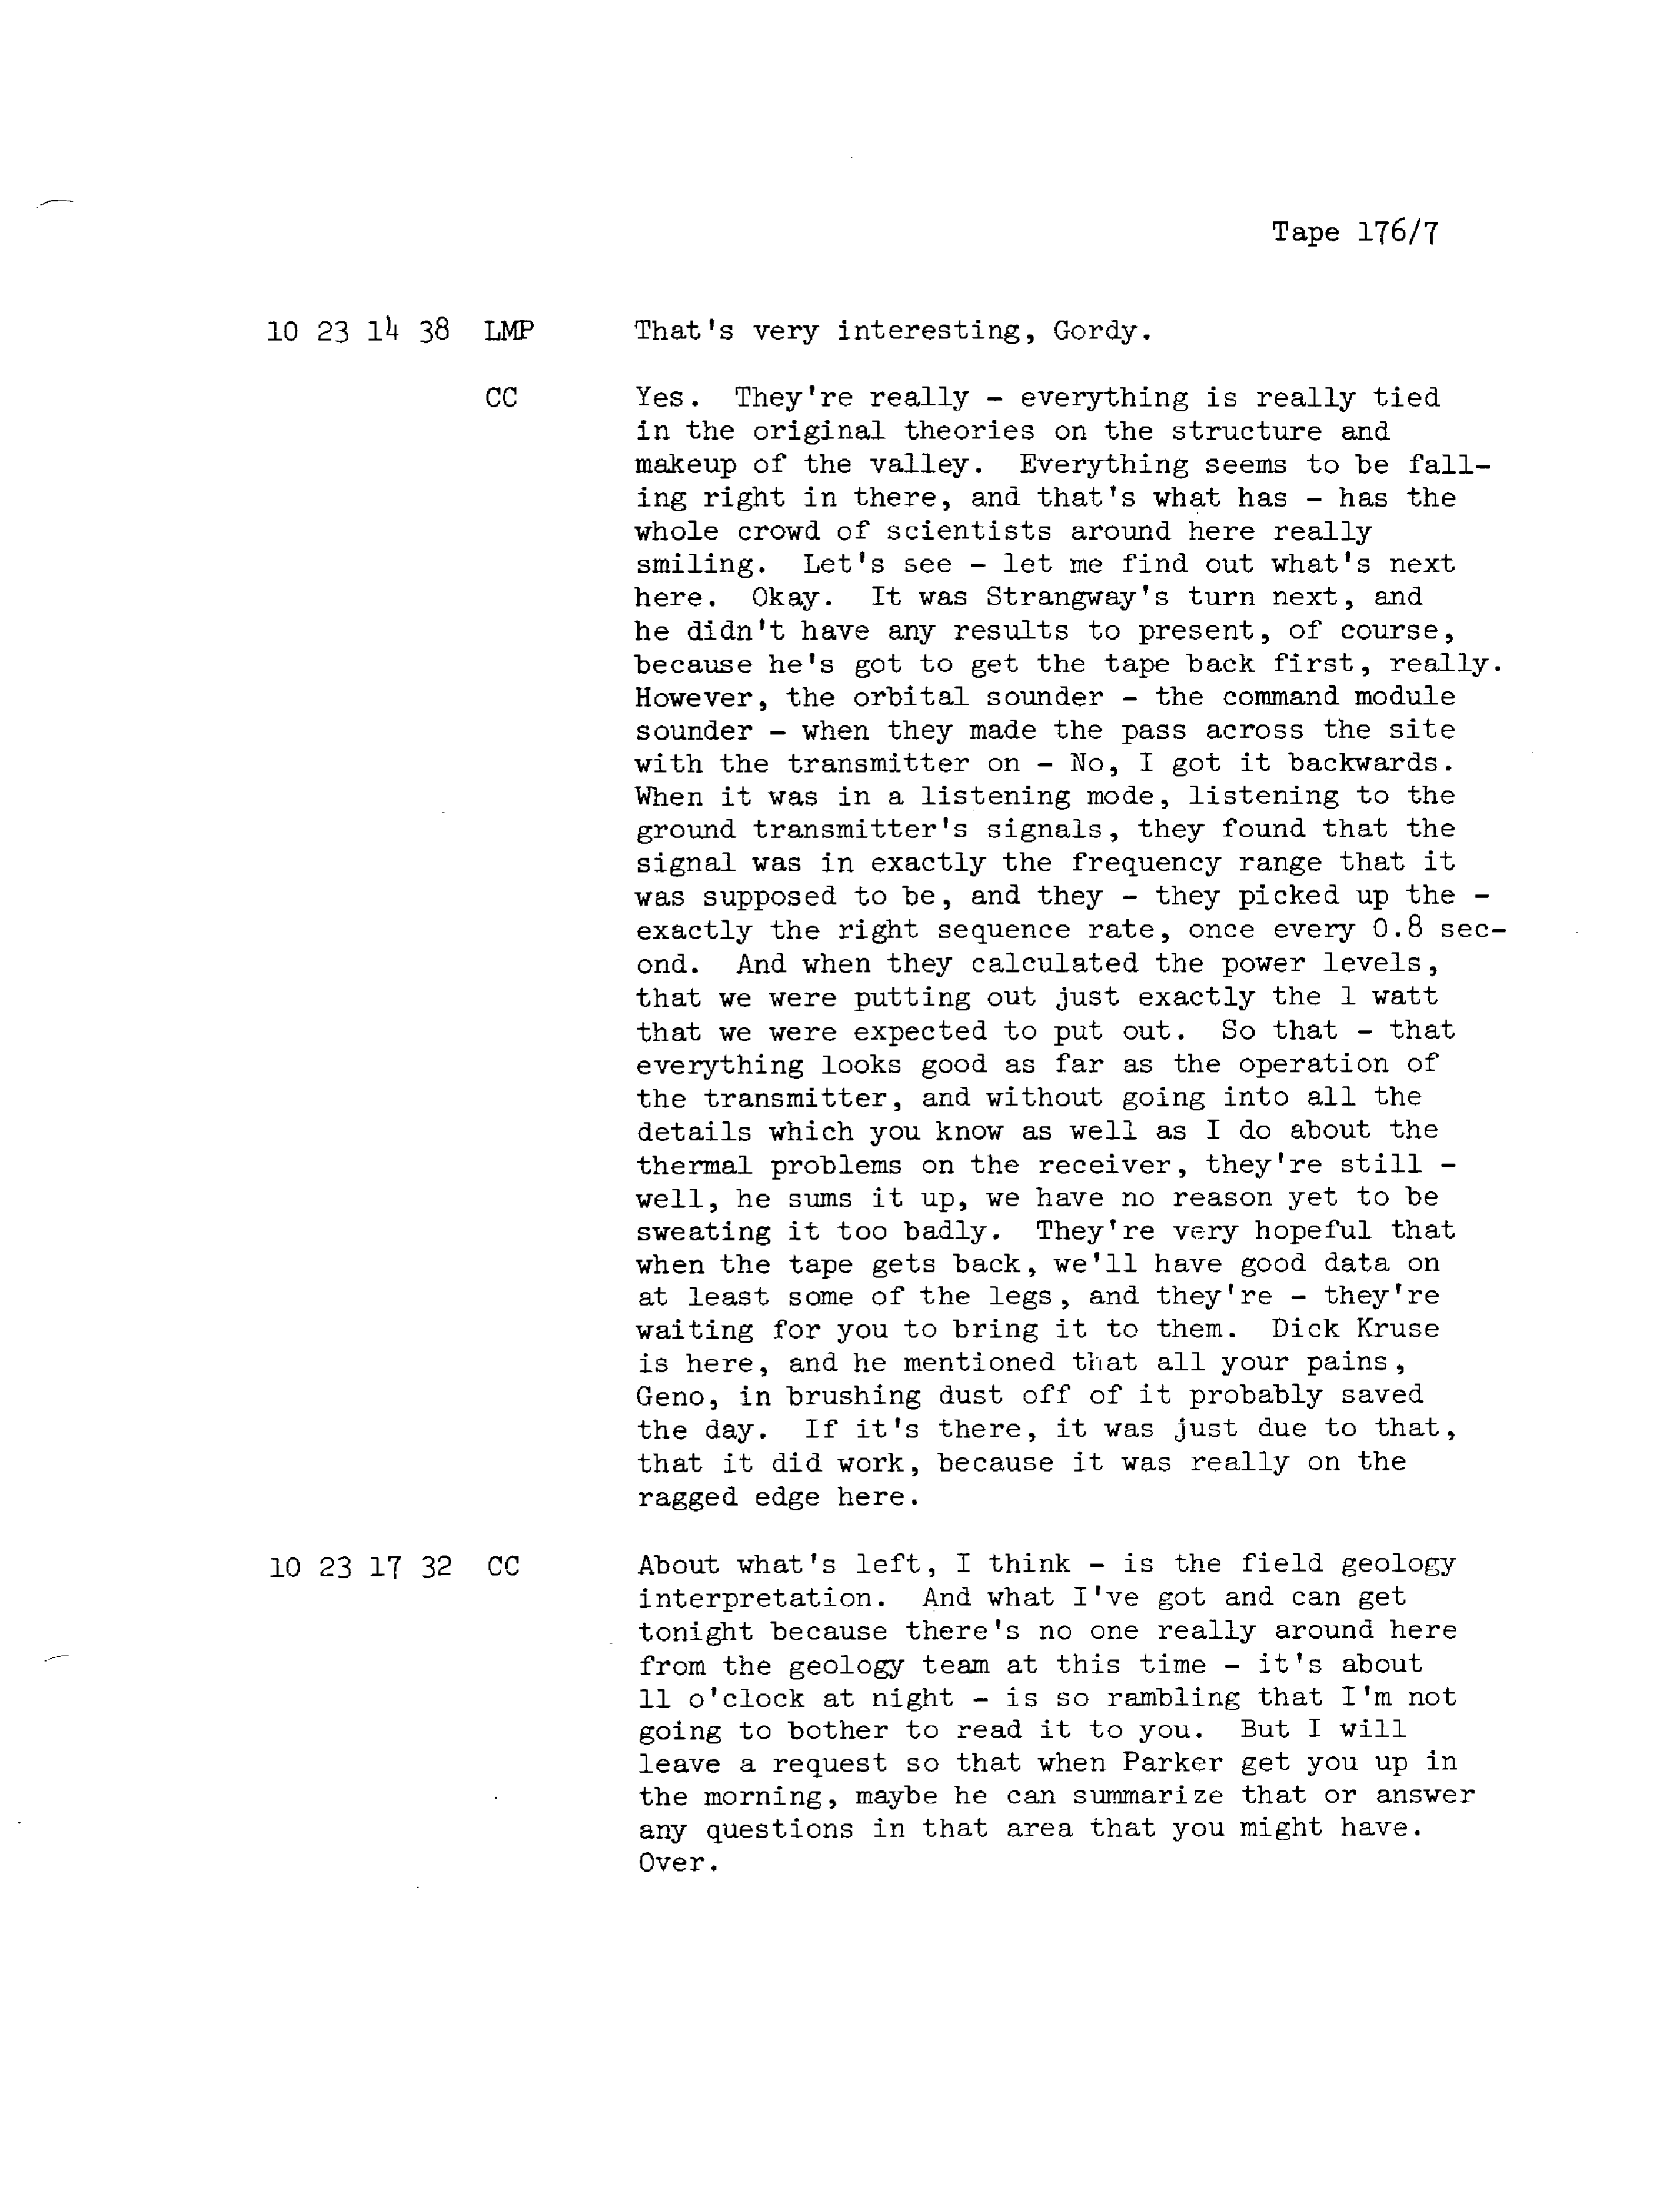 Tape 176/7
10 23 14 38 LMP That's very interesting, Gordy.
CC Yes. They're really - everything is really tied
in the original theories on the structure and
makeup of the valley. Everything seems to be fall-
ing right in there, and that's what has - has the
whole crowd of scientists around here really
smiling. Let's see - let me find out what's next
here. Okay. It was Strangway's turn next, and
he didn't have any results to present, of course,
because he's got to get the tape back first, really.
However, the orbital sounder - the command module
sounder - when they made the pass across the site
with the transmitter on - No, I got it backwards.
When it was in a listening mode, listening to the
ground transmitter's signals, they found that the
signal was in exactly the frequency range that it
was supposed to be, and they - they picked up the -
exactly the right sequence rate, once every 0.8 sec-
ond. And when they calculated the power levels,
that we were putting out just exactly the 1 watt
that we were expected to put out. So that - that
everything looks good as far as the operation of
the transmitter, and without going into all the
details which you know as well as I do about the
thermal problems on the receiver, they're still -
well, he sums it up, we have no reason yet to be
sweating it too badly. They're very hopeful that
when the tape gets back, we'll have good data on
at least some of the legs, and they're - they're
waiting for you to bring it to them. Dick Kruse
is here, and he mentioned that all your pains,
Geno, in brushing dust off of it probably saved
the day. If it's there, it was just due to that,
that it did work, because it was really on the
ragged edge here.
10 23 17 32 CC About what's left, I think - is the field geology
interpretation. And what I've got and can get
tonight because there's no one really around here
from the geology team at this time - it's about
11 o'clock at night - is so rambling that I'm not
going to bother to read it to you. But I will
leave a request so that when Parker get you up in
the morning, maybe he can summarize that or answer
any questions in that area that you might have.
Over.